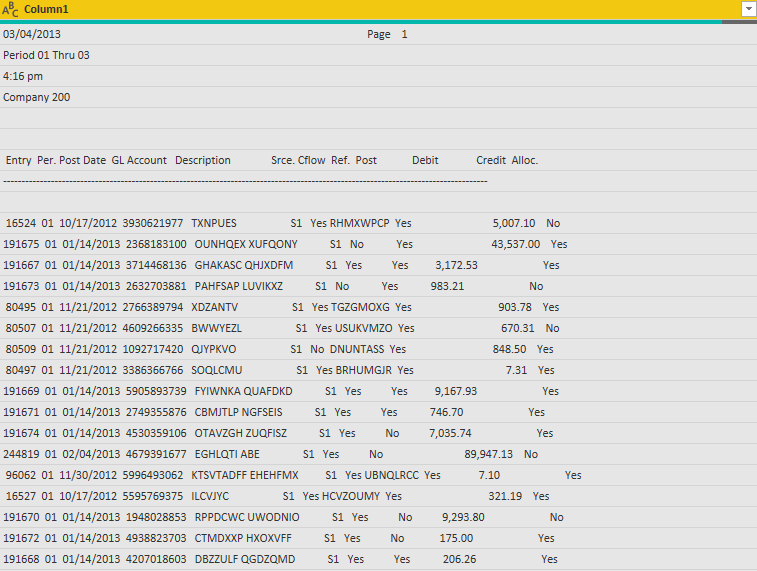 ABC Column1
03/04/2013 Page 1
Period 01 Thru 03
4:16 pm
Company 200
Entry Per. Post Date GL Account Description Srce. Cflow Ref. Post Debit Credit Alloc.
------------------------------------------------------------------------------------------------------------------------------------
16524 01 10/17/2012 3930621977 TXNPUES S1 Yes RHMXWPCP Yes 5,007.10 No
191675 01 01/14/2013 2368183100 OUNHQEX XUFQONY S1 No Yes 43,537.00 Yes
191667 01 01/14/2013 3714468136 GHAKASC QHJXDFM S1 Yes Yes 3,172.53 Yes
191673 01 01/14/2013 2632703881 PAHFSAP LUVIKXZ S1 No Yes 983.21 No
80495 01 11/21/2012 2766389794 XDZANTV S1 Yes TGZGMOXG Yes 903.78 Yes
80507 01 11/21/2012 4609266335 BWWYEZL S1 Yes USUKVMZO Yes 670.31 No
80509 01 11/21/2012 1092717420 QJYPKVO S1 No DNUNTASS Yes 848.50 Yes
80497 01 11/21/2012 3386366766 SOQLCMU S1 Yes BRHUMGJR Yes 7.31 Yes
191669 01 01/14/2013 5905893739 FYIWNKA QUAFDKD S1 Yes Yes 9,167.93 Yes
191671 01 01/14/2013 2749355876 CBMJTLP NGFSEIS S1 Yes Yes 746.70 Yes
191674 01 01/14/2013 4530359106 OTAVZGH ZUQFISZ S1 Yes No 7,035.74 Yes
244819 01 02/04/2013 4679391677 EGHLQTI ABE S1 Yes No 89,947.13 No
96062 01 11/30/2012 5996493062 KTSVTADFF EHEHFMX S1 Yes UBNQLRCC Yes 7.10 Yes
16527 01 10/17/2012 5595769375 ILCVJYC S1 Yes HCVZOUMY Yes 321.19 Yes
191670 01 01/14/2013 1948028853 RPPDCWC UWODNIO S1 Yes No 9,293.80 No
191672 01 01/14/2013 4938823703 CTMDXXP HXOXVFF S1 Yes No 175.00 Yes
191668 01 01/14/2013 4207018603 DBZZULF QGDZQMD S1 Yes Yes 206.26 Yes